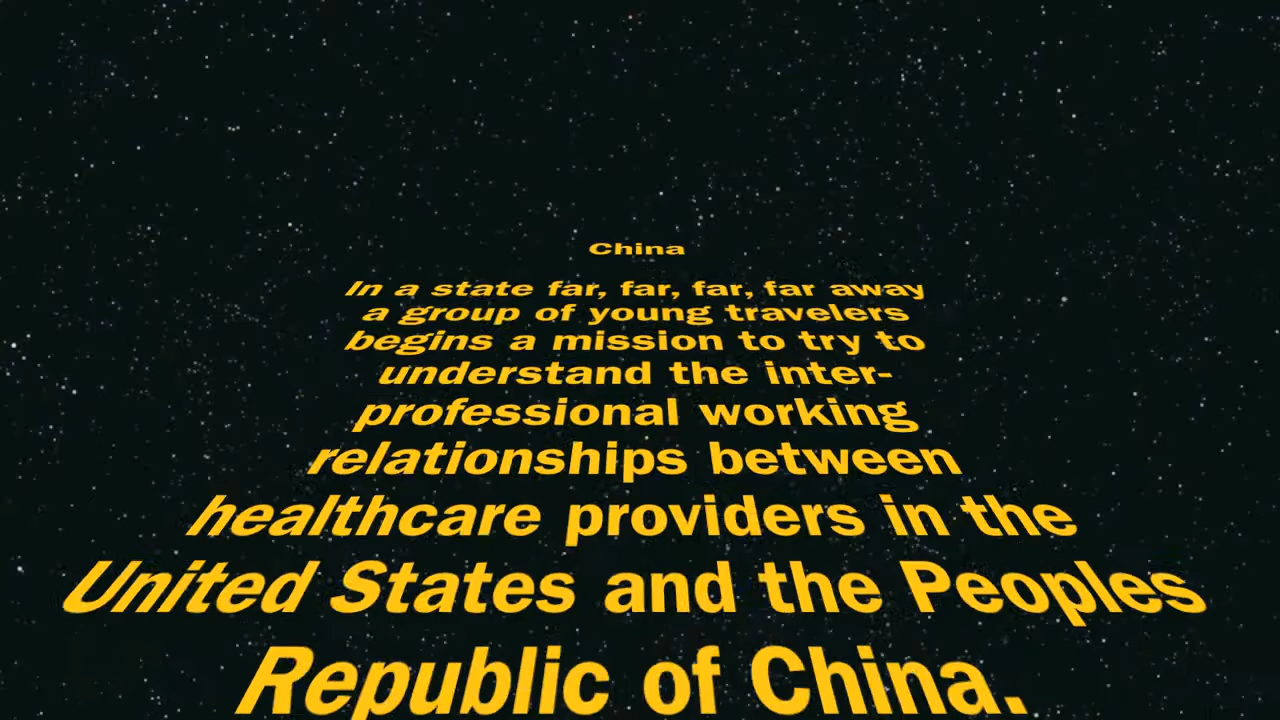 China
In a state far, far, far, far away
a group of young travelers
begins a mission to try to
understand the inter-
professional working
relationships between
healthcare providers in the
United States and the Peoples
Republic of China.